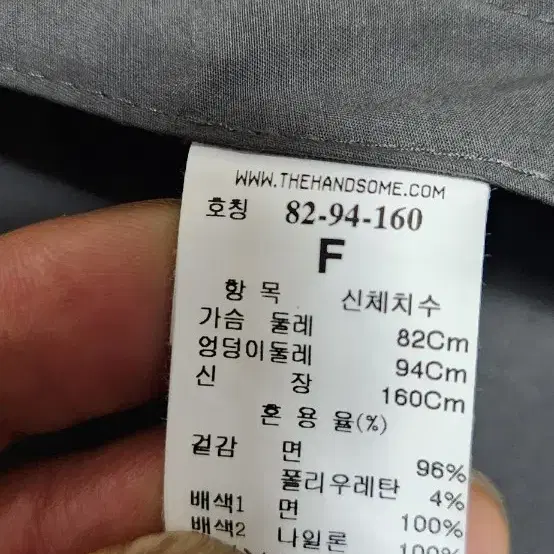 WWW.THEHANDSOME.COM
호칭 82-94-160
F
항 목 신체치수
가슴 둘레 82Cm
엉덩이둘레 94Cm
신 장 160Cm
혼 용 율(%)
겉감 면 96%
폴리우레탄 4%
배색1 면 100%
배색2 나일론 100%